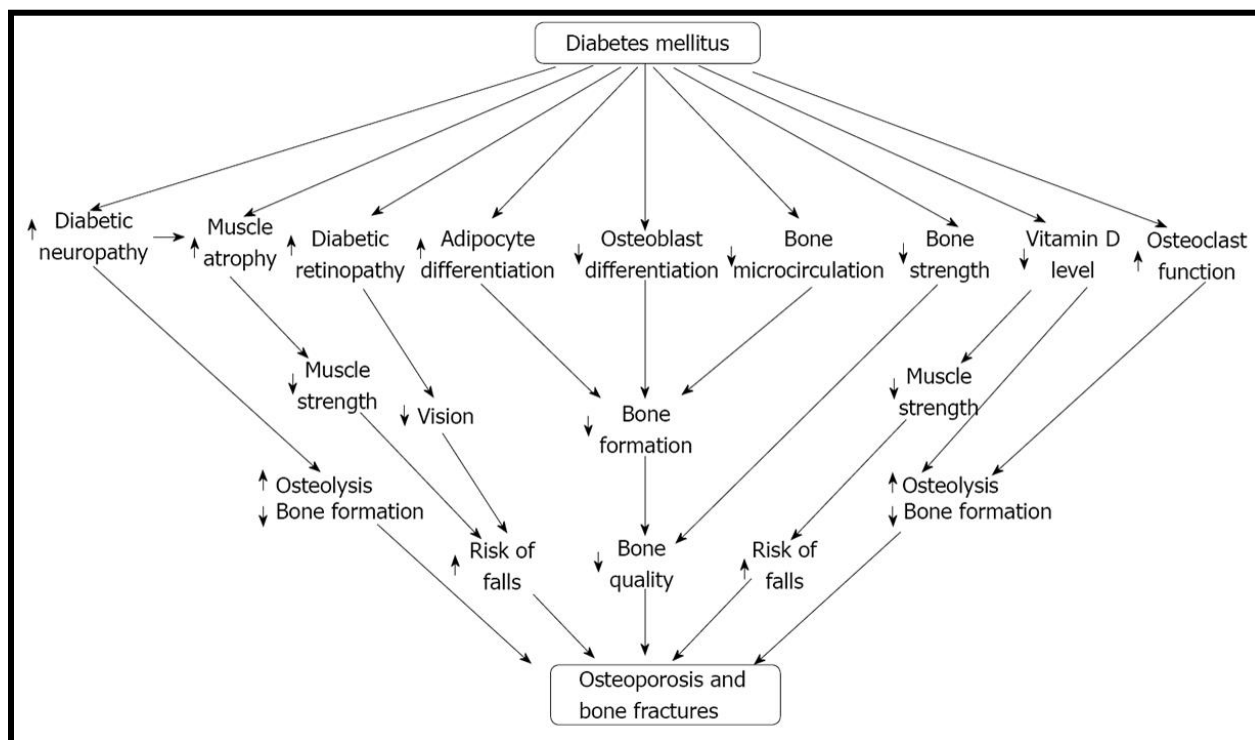 Diabetes mellitus
↑ Diabetic
neuropathy
↑ Muscle
atrophy
↑ Diabetic
retinopathy
↑ Adipocyte
differentiation
↓ Osteoblast
differentiation
↓ Bone
microcirculation
↓ Bone
strength
↓ Vitamin D
level
↑ Osteoclast
function
↓ Muscle
strength
↓ Vision
↓ Bone
formation
↓ Muscle
strength
↑ Osteolysis
↓ Bone formation
↑ Osteolysis
↓ Bone formation
↑ Risk of
falls
↓ Bone
quality
↑ Risk of
falls
Osteoporosis and
bone fractures